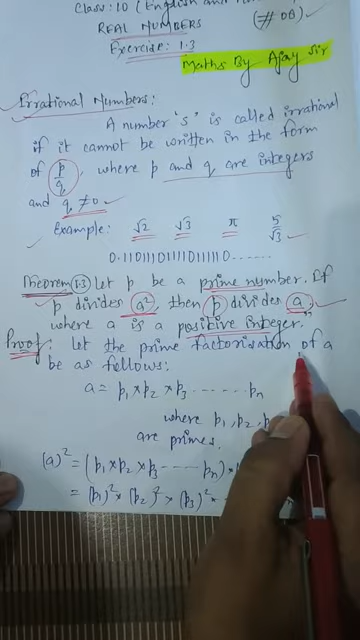 Class: 10 (English and
REAL NUMBERS
(# 08)
Exercise: 1.3
Maths By Ajay Sir
Irrational Numbers:
A number 's' is called irrational
if it cannot be written in the form
of p/q, where p and q are integers
and q ≠ 0
Example: √2 √3 π 5/√3
0.11011101111011110......
Theorem (1.3) Let p be a prime number. If
p divides a², then p divides a,
where a is a positive integer."
Proof: Let the prime factorisation of a
be as follows:
a = p₁ × p₂ × p₃ ....... pₙ
where p₁, p₂,
are primes.
(a)² = (p₁ × p₂ × p₃ ...... pₙ)
= (p₁)² × (p₂)² × (p₃)² ×